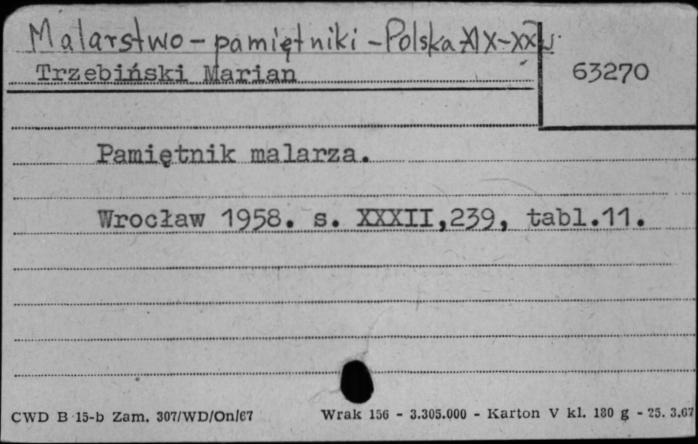 Malarstwo - pamiętniki - Polska XIX-XX w.
Trzebiński Marian
63270
Pamiętnik malarza.
Wrocław 1958. s. XXXII,239, tabl.11.
CWD B 15-b Zam. 307/WD/On/67 Wrak 156 - 3.305.000 - Karton V kl. 180 g - 25. 3.67